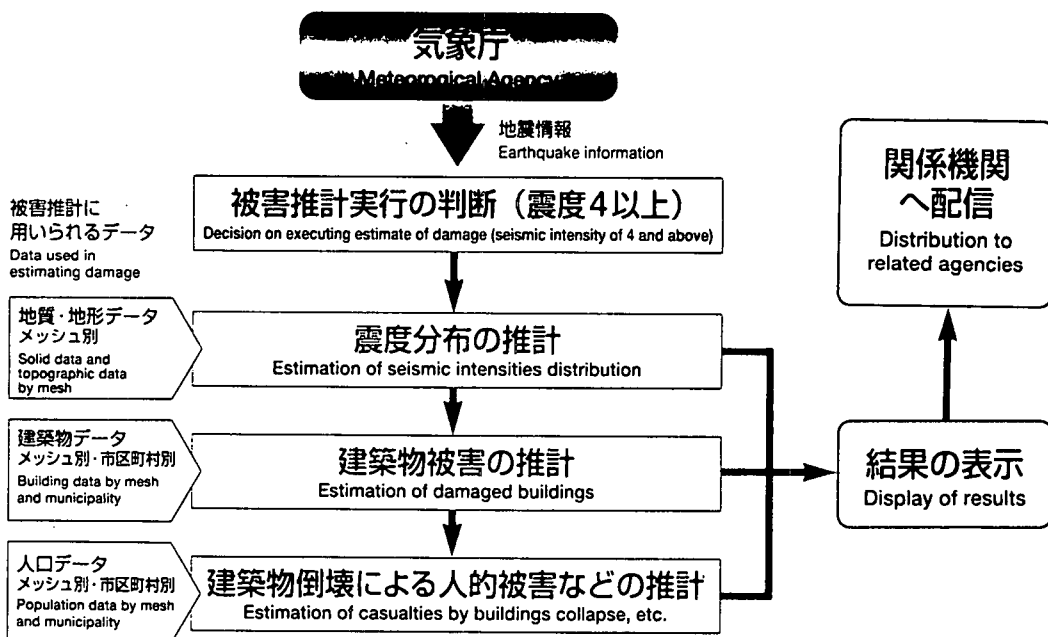 気象庁
Meteorogical Agency
地震情報
Earthquake information
被害推計実行の判断（震度4以上）
Decision on executing estimate of damage (seismic intensity of 4 and above)
被害推計に
用いられるデータ
Data used in
estimating damage
地質・地形データ
メッシュ別
Solid data and
topographic data
by mesh
震度分布の推計
Estimation of seismic intensities distribution
建築物データ
メッシュ別・市区町村別
Building data by mesh
and municipality
建築物被害の推計
Estimation of damaged buildings
人口データ
メッシュ別・市区町村別
Population data by mesh
and municipality
建築物倒壊による人的被害などの推計
Estimation of casualties by buildings collapse, etc.
関係機関
へ配信
Distribution to
related agencies
結果の表示
Display of results